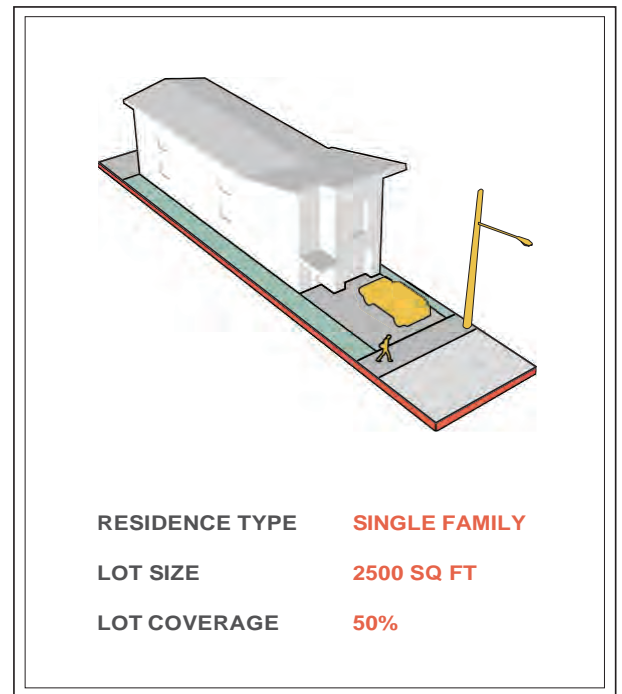 RESIDENCE TYPE SINGLE FAMILY
LOT SIZE 2500 SQ FT
LOT COVERAGE 50%